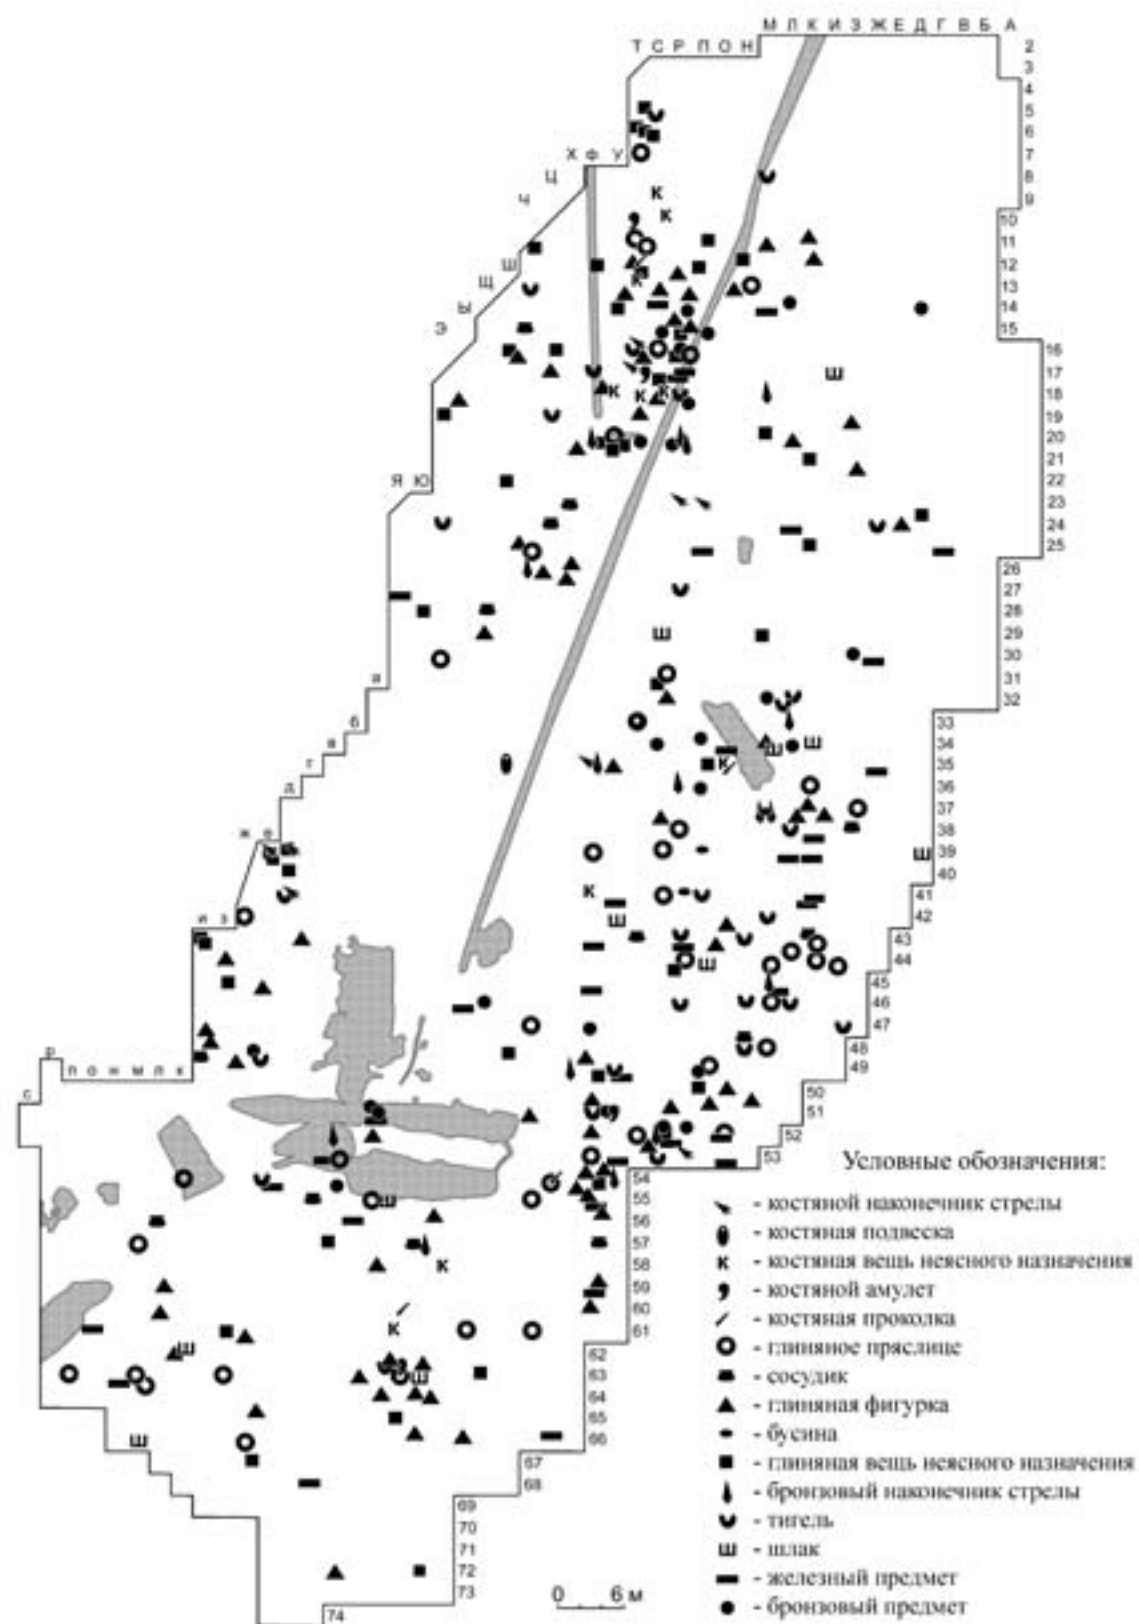 М Л К И З Ж Е Д Г В Б А
Т С Р П О Н
2
3
4
5
6
7
8
9
Х Ф У
Ц
Ч
10
11
12
13
14
15
Ш
Щ
Ы
Э
16
17
18
19
20
21
22
23
24
25
Я Ю
26
27
28
29
30
31
32
а
б
в
г
д
33
34
35
36
37
38
39
40
ж е
41
42
и з
43
44
45
46
47
48
49
р
п о н м л к
с
50
51
52
53
54
55
56
57
58
59
60
61
62
63
64
65
66
67
68
69
70
71
72
73
74
Условные обозначения:
- костяной наконечник стрелы
- костяная подвеска
К - костяная вещь неясного назначения
- костяной амулет
- костяная проколка
- глиняное пряслице
- сосудик
- глиняная фигурка
- бусина
- глиняная вещь неясного назначения
- бронзовый наконечник стрелы
- тигель
Ш - шлак
- железный предмет
- бронзовый предмет
0 6 м